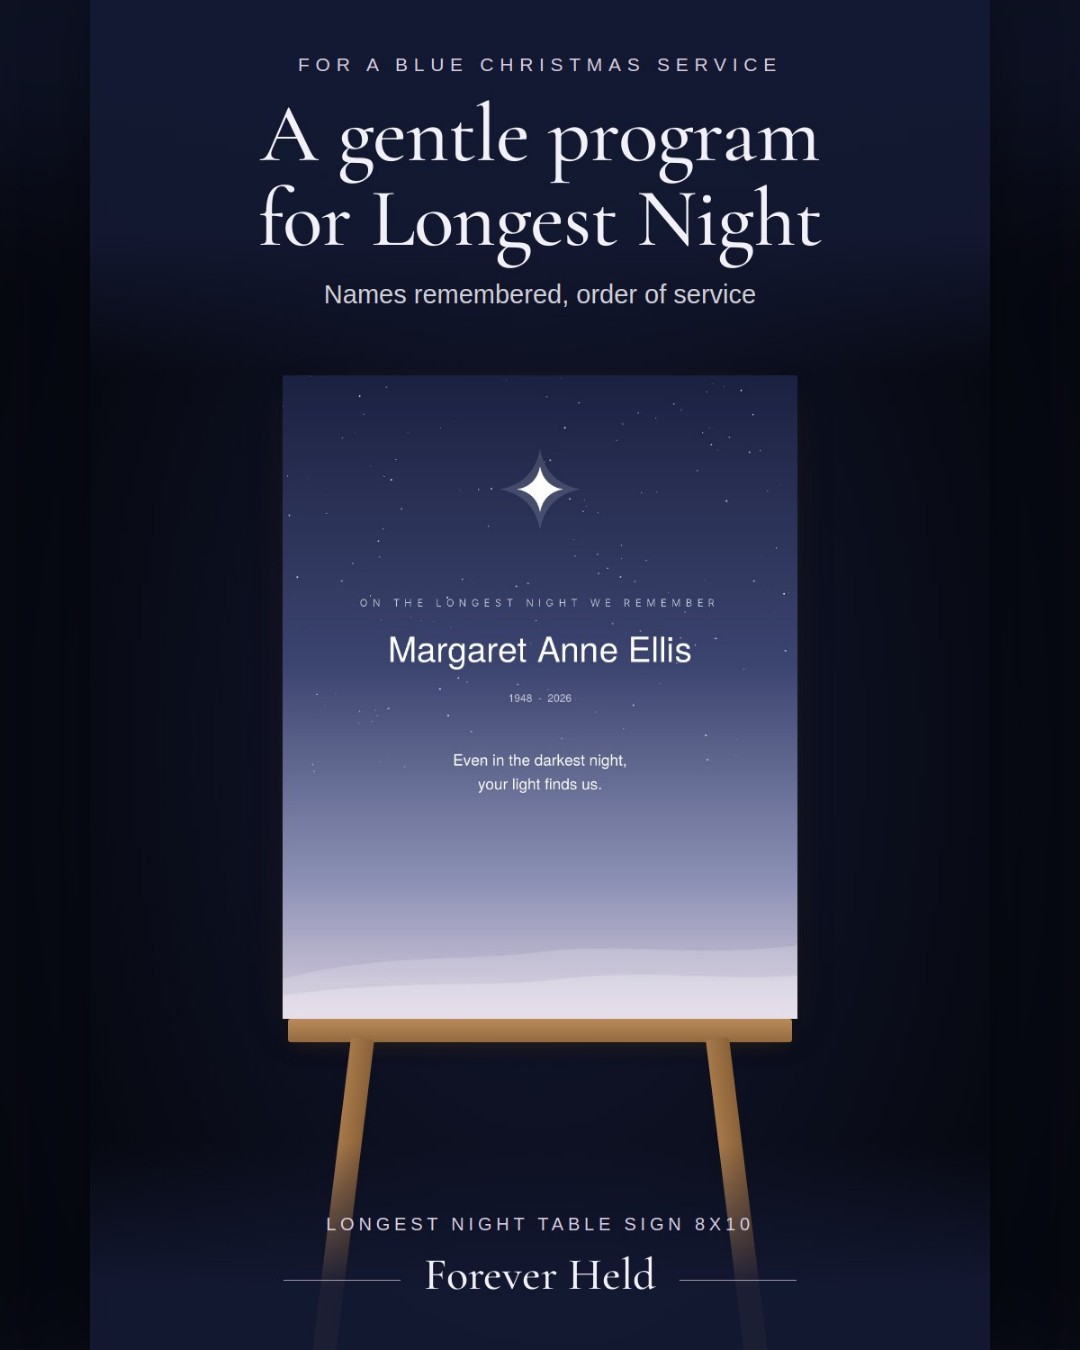 FOR A BLUE CHRISTMAS SERVICE
A gentle program
for Longest Night
Names remembered, order of service
ON THE LONGEST NIGHT WE REMEMBER
Margaret Anne Ellis
1948 - 2026
Even in the darkest night,
your light finds us.
LONGEST NIGHT TABLE SIGN 8X10
Forever Held